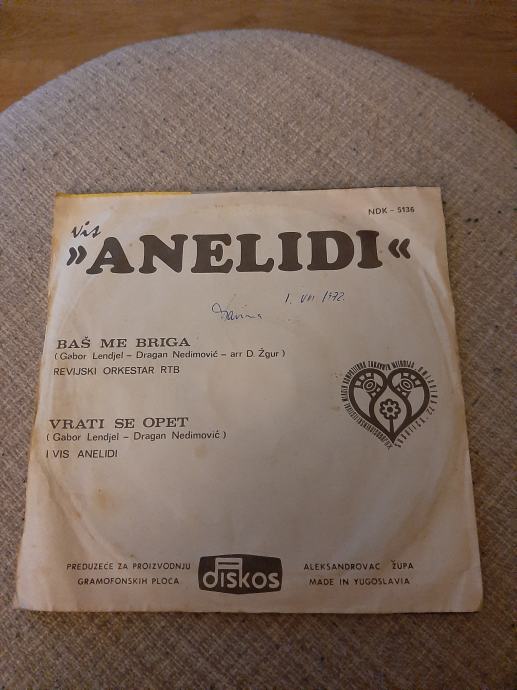 NDK - 5136
vis
»ANELIDI«
1. VII 1972.
BAŠ ME BRIGA
( Gabor Lendjel - Dragan Nedimović - arr D. Žgur )
REVIJSKI ORKESTAR RTB
VRATI SE OPET
( Gabor Lendjel - Dragan Nedimović )
I VIS ANELIDI
OMLADINA 72
PREDUZEĆE ZA PROIZVODNJU
GRAMOFONSKIH PLOČA
diskos
ALEKSANDROVAC ŽUPA
MADE IN YUGOSLAVIA